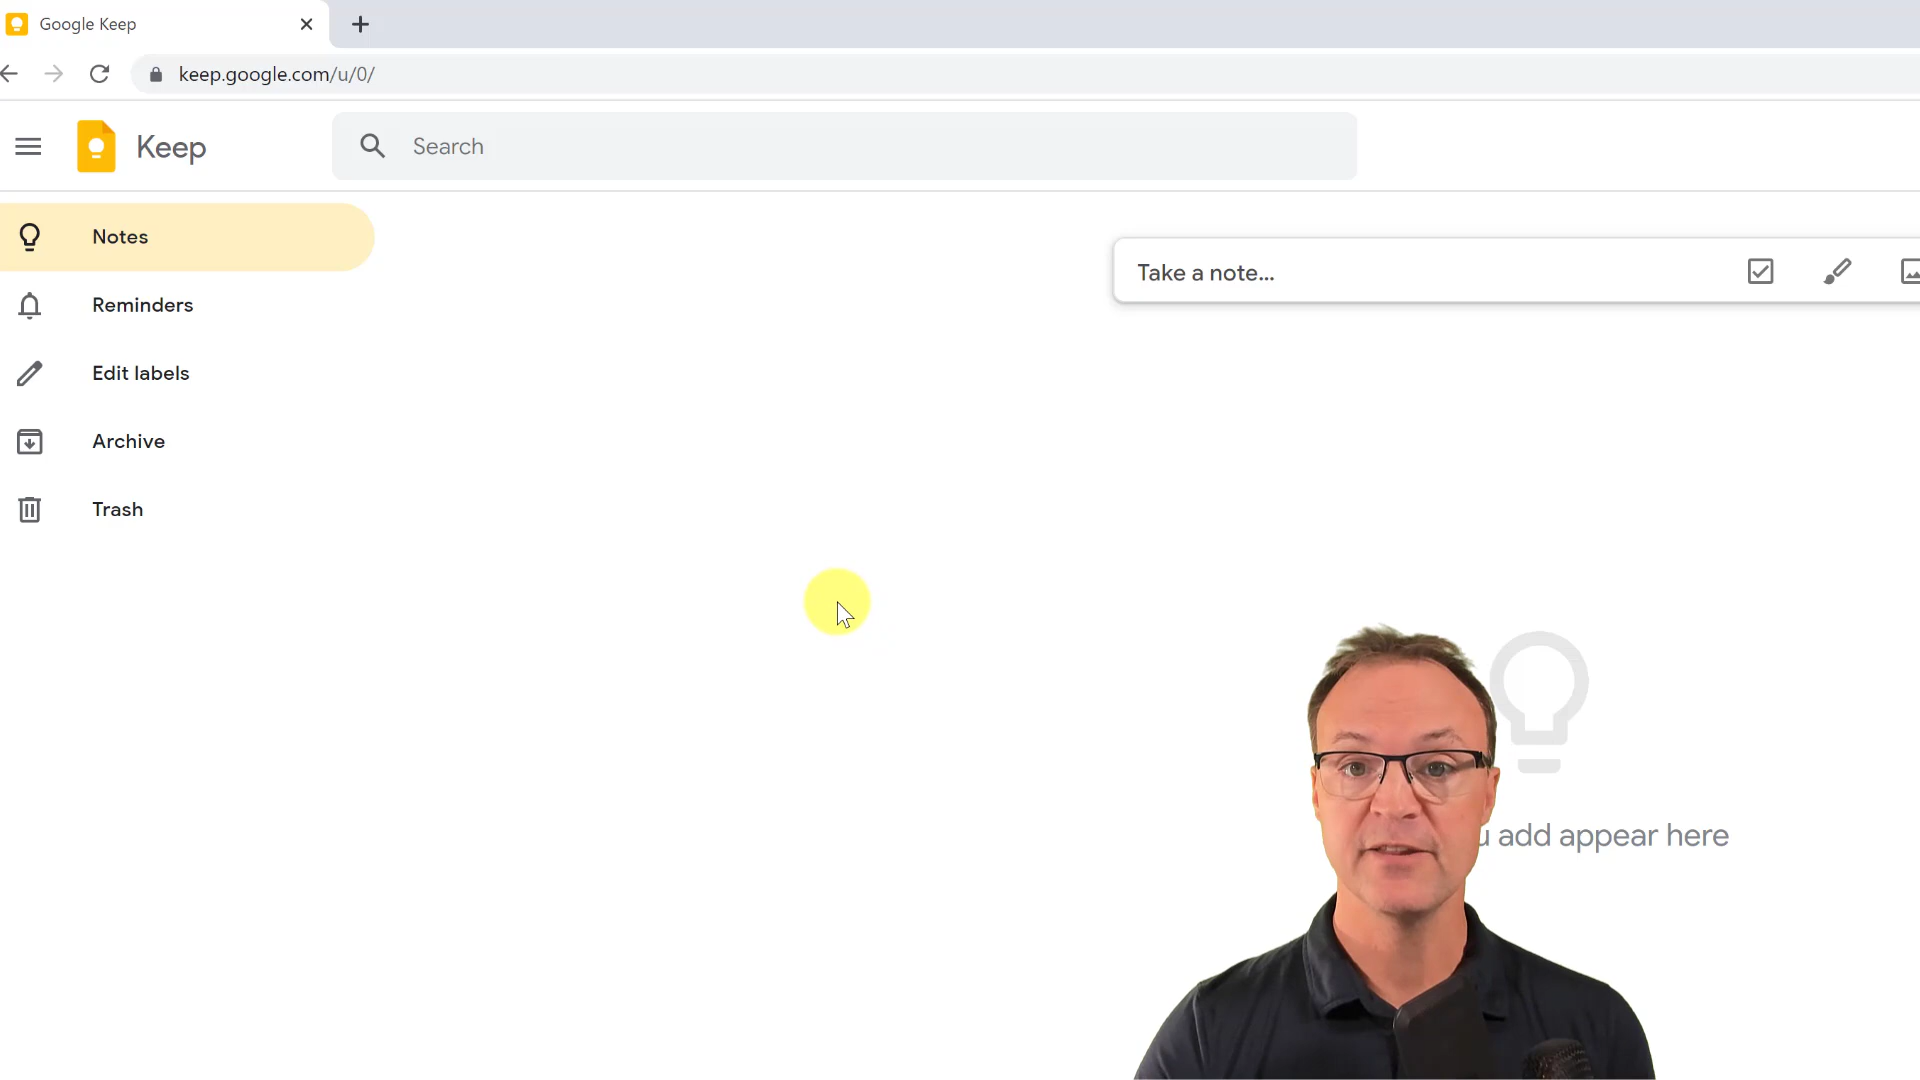 Google Keep
keep.google.com/u/0/
Keep
Search
Notes
Take a note...
Reminders
Edit labels
Archive
Trash
add appear here